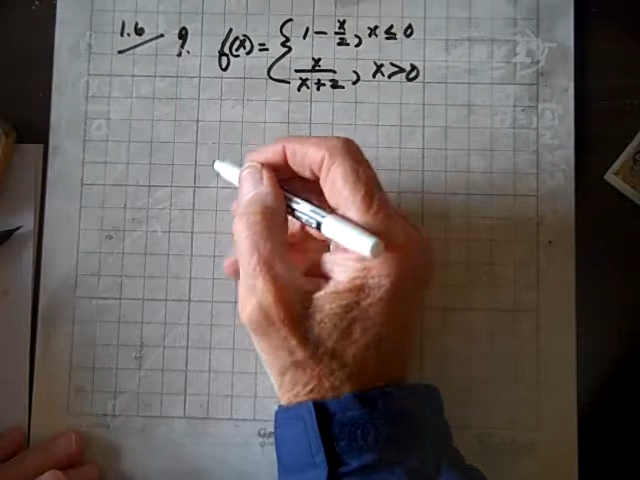 1.6 9. f(x) = { 1 - x/2, x ≤ 0
x/(x+2), x > 0